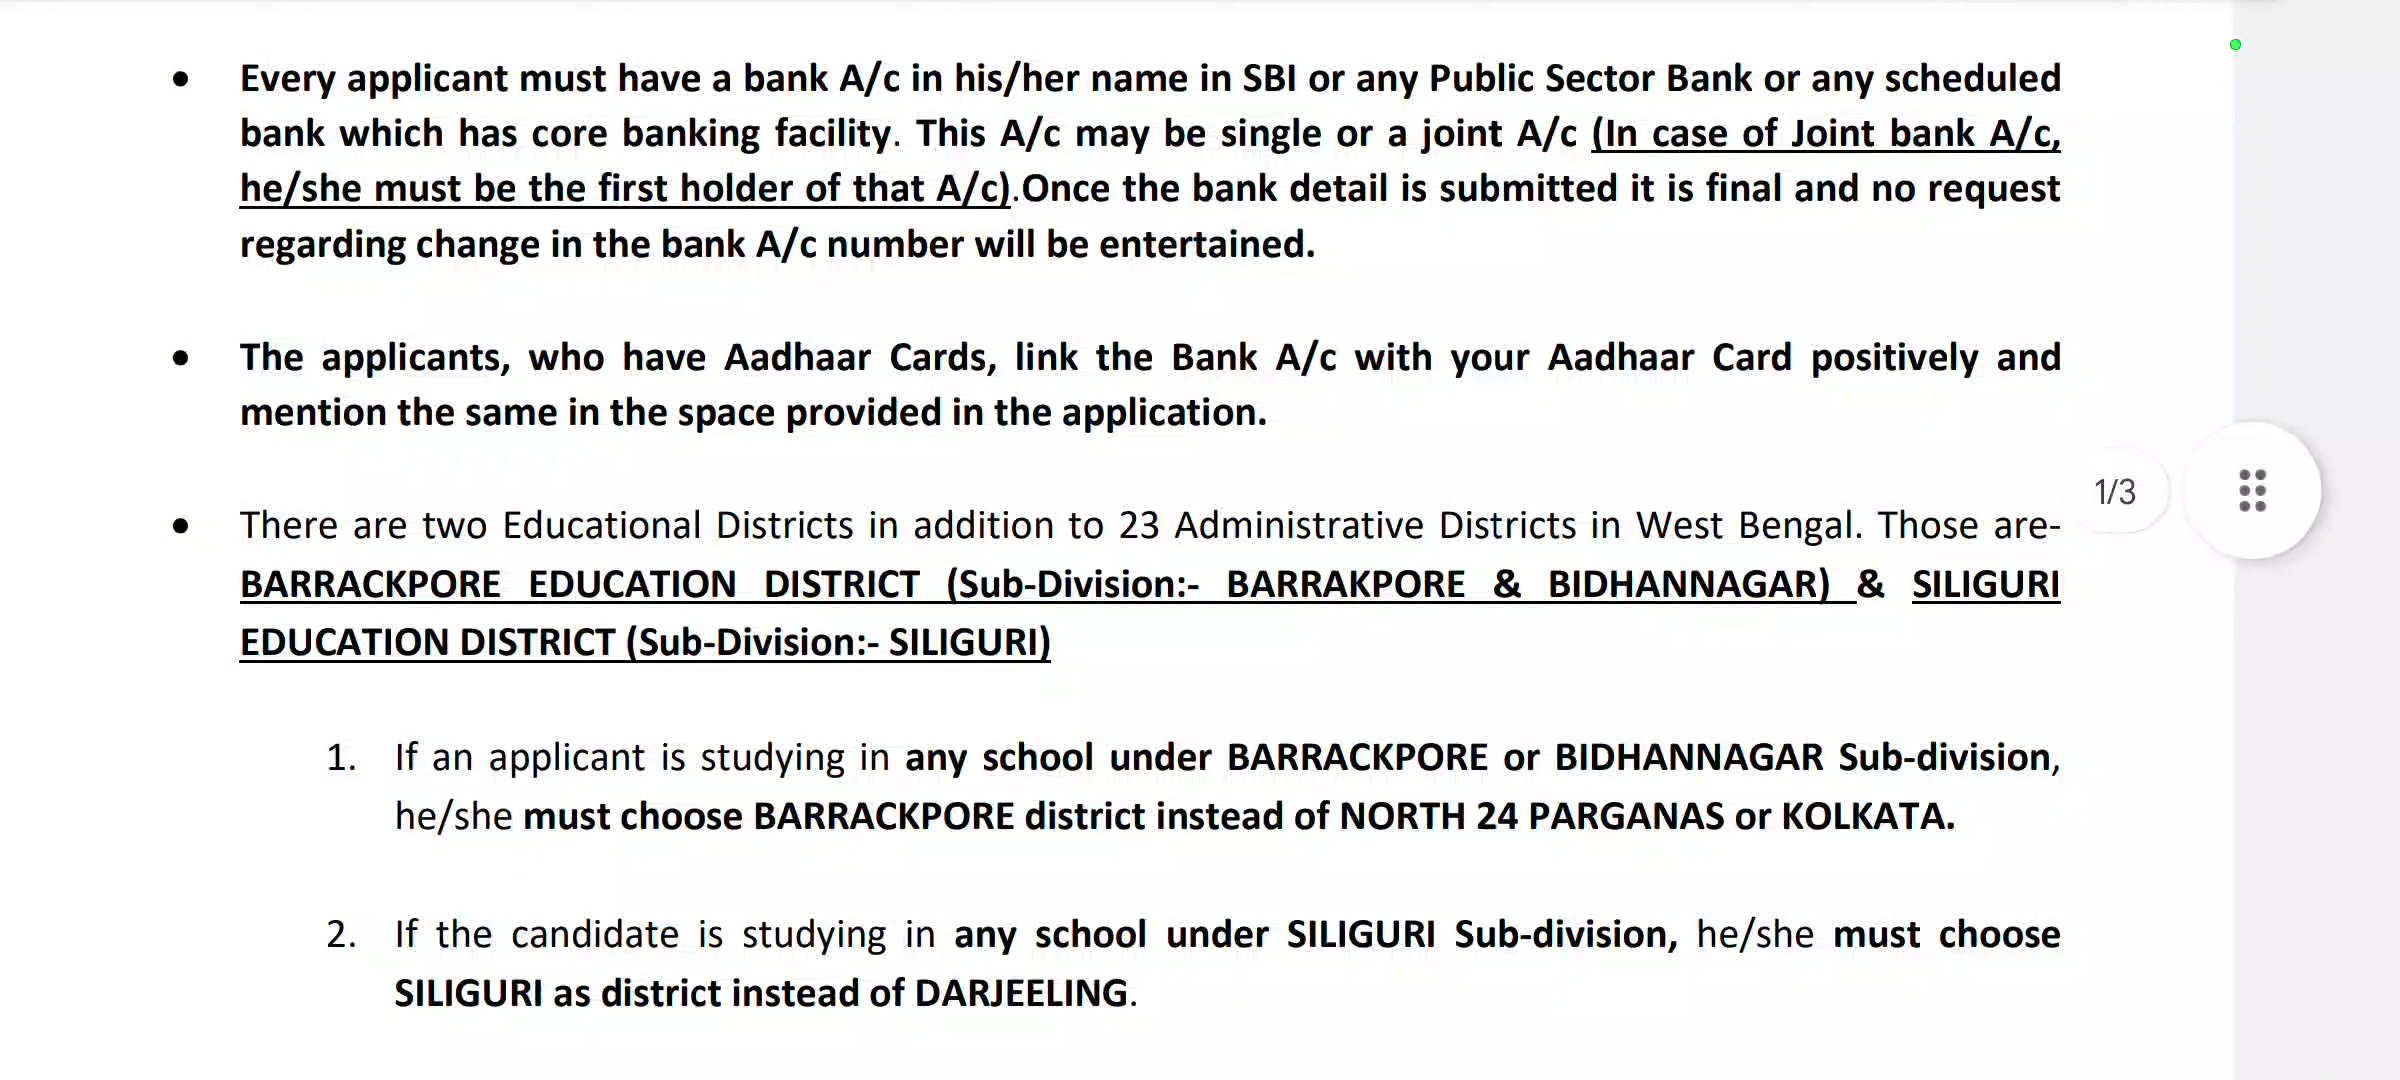 • Every applicant must have a bank A/c in his/her name in SBI or any Public Sector Bank or any scheduled
bank which has core banking facility. This A/c may be single or a joint A/c (In case of Joint bank A/c,
he/she must be the first holder of that A/c).Once the bank detail is submitted it is final and no request
regarding change in the bank A/c number will be entertained.
• The applicants, who have Aadhaar Cards, link the Bank A/c with your Aadhaar Card positively and
mention the same in the space provided in the application.
• There are two Educational Districts in addition to 23 Administrative Districts in West Bengal. Those are-
BARRACKPORE EDUCATION DISTRICT (Sub-Division:- BARRAKPORE & BIDHANNAGAR) & SILIGURI
EDUCATION DISTRICT (Sub-Division:- SILIGURI)
1/3
1. If an applicant is studying in any school under BARRACKPORE or BIDHANNAGAR Sub-division,
he/she must choose BARRACKPORE district instead of NORTH 24 PARGANAS or KOLKATA.
2. If the candidate is studying in any school under SILIGURI Sub-division, he/she must choose
SILIGURI as district instead of DARJEELING.